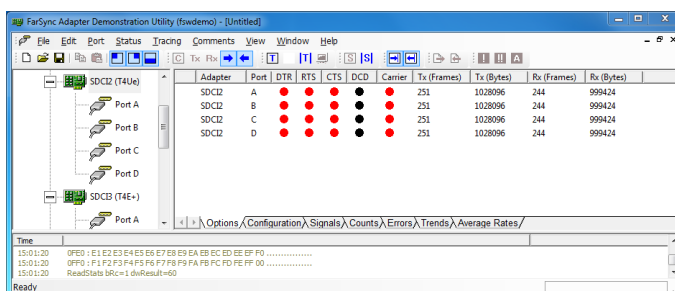 FarSync Adapter Demonstration Utility (fswdemo) - [Untitled]
File Edit Port Status Tracing Comments View Window Help
C Tx Rx T |T| S |S| A
SDCI2 (T4Ue)
Port A
Port B
Port C
Port D
SDCI3 (T4E+)
Port A
Adapter Port DTR RTS CTS DCD Carrier Tx (Frames) Tx (Bytes) Rx (Frames) Rx (Bytes)
SDCI2 A 251 1028096 244 999424
SDCI2 B 251 1028096 244 999424
SDCI2 C 251 1028096 244 999424
SDCI2 D 251 1028096 244 999424
Options Configuration Signals Counts Errors Trends Average Rates
Time
15:01:20 0FE0 : E1 E2 E3 E4 E5 E6 E7 E8 E9 EA EB EC ED EE EF F0 ................
15:01:20 0FF0 : F1 F2 F3 F4 F5 F6 F7 F8 F9 FA FB FC FD FE FF 00 ................
15:01:20 ReadStats bRc=1 dwResult=60
Ready